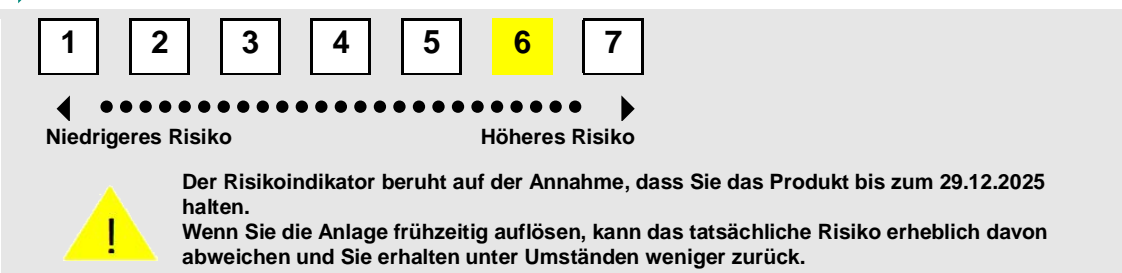 1 2 3 4 5 6 7
Niedrigeres Risiko Höheres Risiko
Der Risikoindikator beruht auf der Annahme, dass Sie das Produkt bis zum 29.12.2025
halten.
Wenn Sie die Anlage frühzeitig auflösen, kann das tatsächliche Risiko erheblich davon
abweichen und Sie erhalten unter Umständen weniger zurück.
!